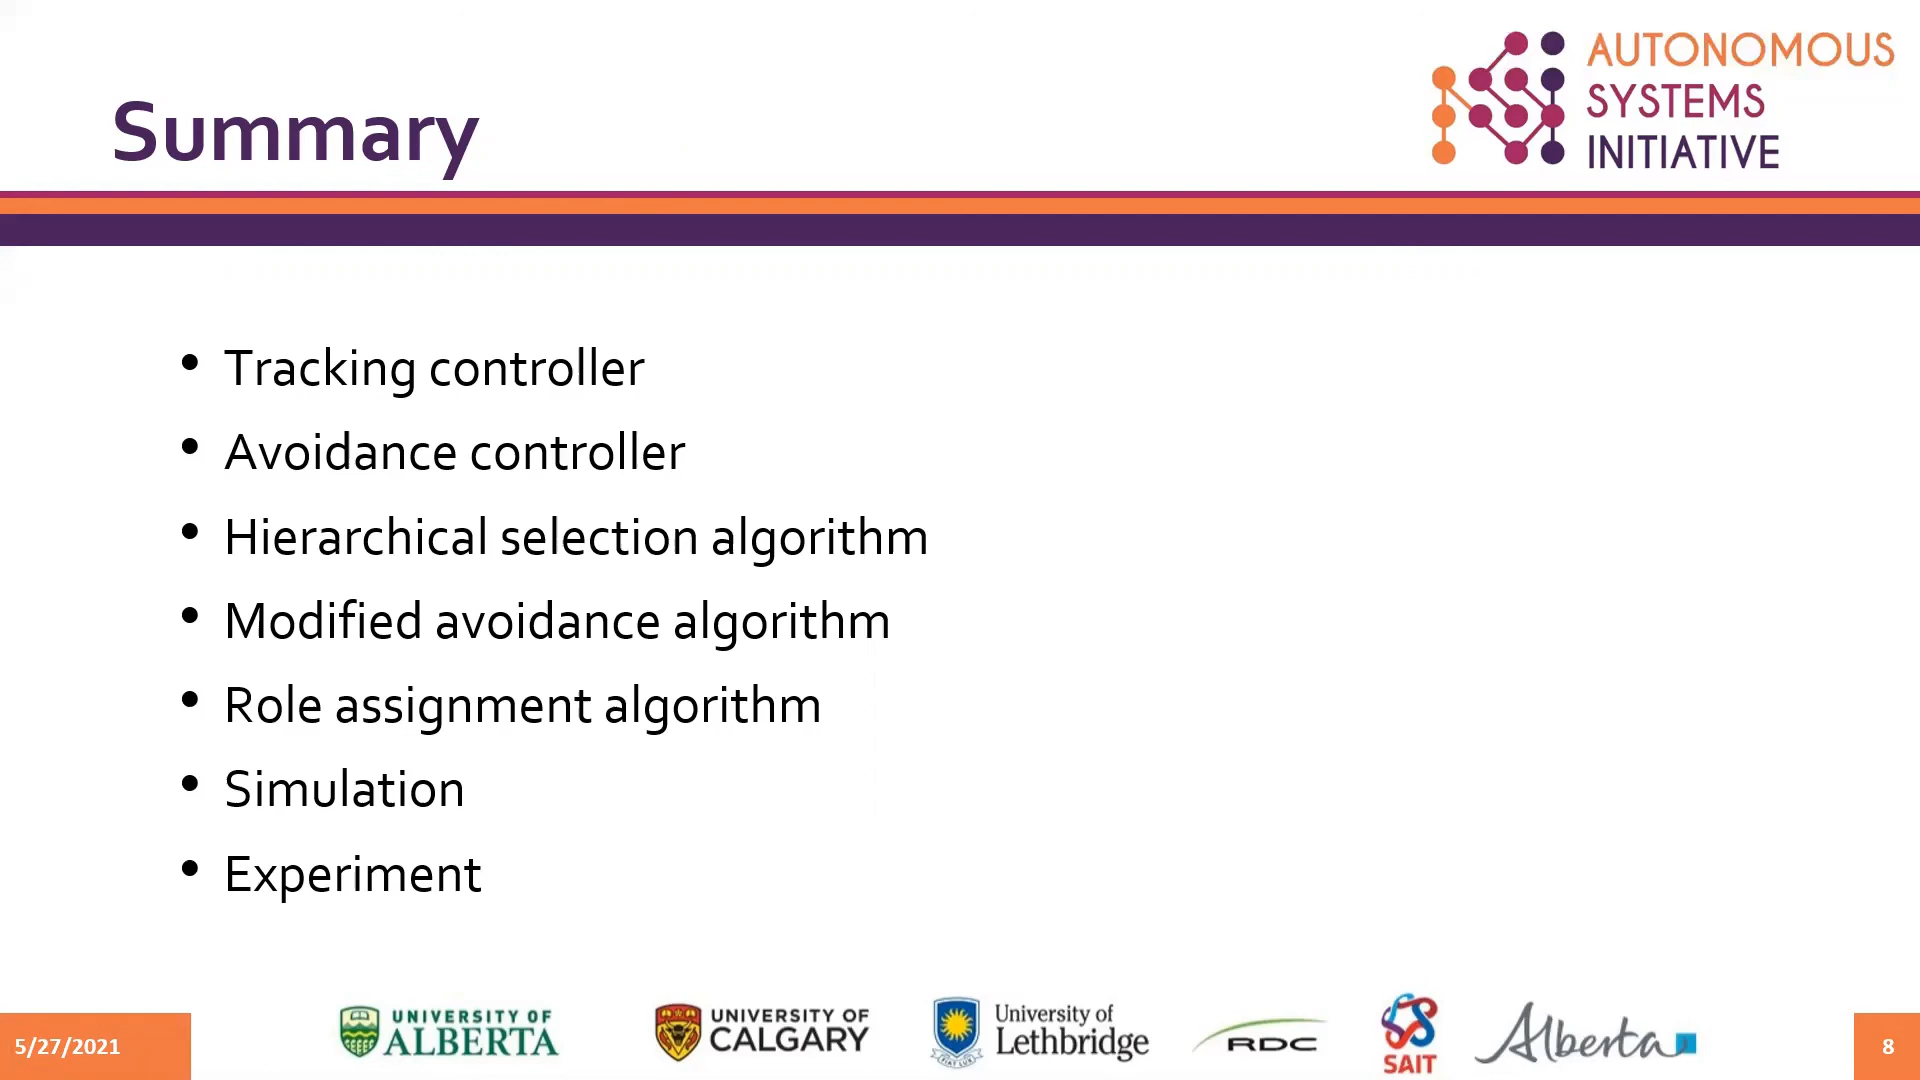 AUTONOMOUS
SYSTEMS
INITIATIVE
Summary
• Tracking controller
• Avoidance controller
• Hierarchical selection algorithm
• Modified avoidance algorithm
• Role assignment algorithm
• Simulation
• Experiment
5/27/2021
UNIVERSITY OF
ALBERTA
UNIVERSITY OF
CALGARY
University of
Lethbridge
RDC
SAIT
Alberta
8